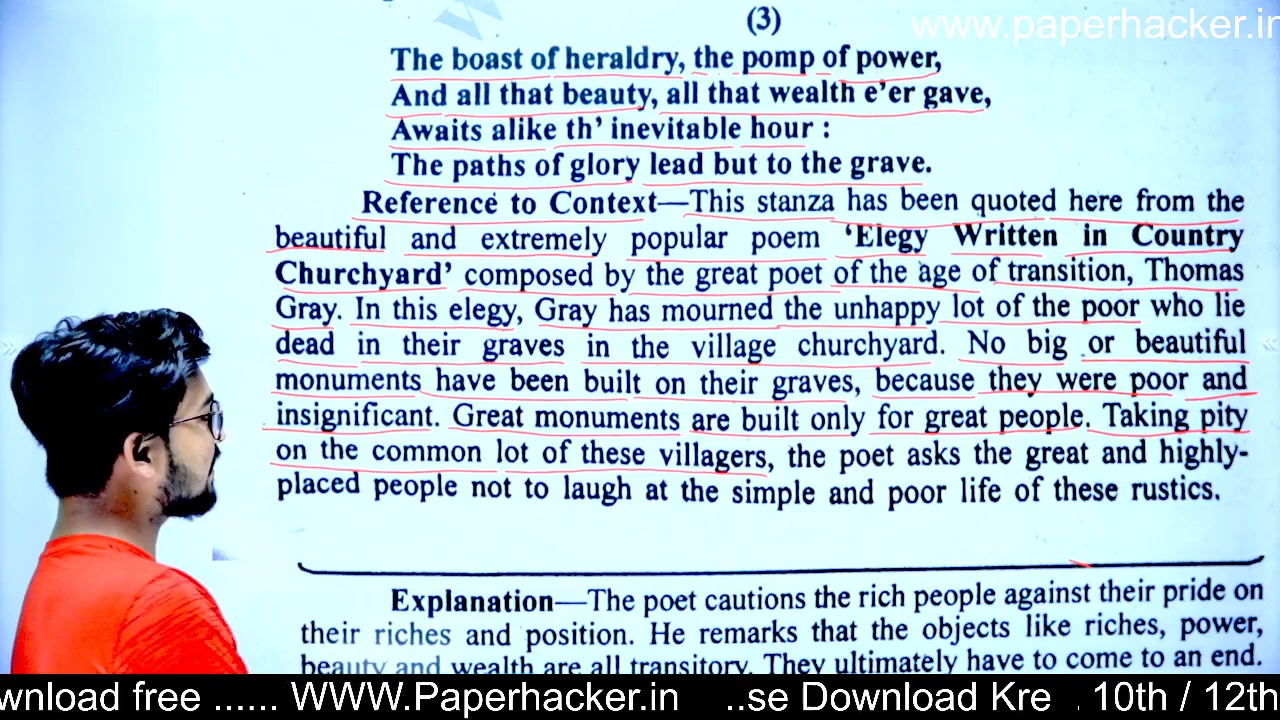 (3)
www.paperhacker.in
The boast of heraldry, the pomp of power,
And all that beauty, all that wealth e'er gave,
Awaits alike th' inevitable hour :
The paths of glory lead but to the grave.
Reference to Context—This stanza has been quoted here from the
beautiful and extremely popular poem ‘Elegy Written in Country
Churchyard’ composed by the great poet of the age of transition, Thomas
Gray. In this elegy, Gray has mourned the unhappy lot of the poor who lie
dead in their graves in the village churchyard. No big or beautiful
monuments have been built on their graves, because they were poor and
insignificant. Great monuments are built only for great people. Taking pity
on the common lot of these villagers, the poet asks the great and highly-
placed people not to laugh at the simple and poor life of these rustics.
Explanation—The poet cautions the rich people against their pride on
their riches and position. He remarks that the objects like riches, power,
beauty and wealth are all transitory. They ultimately have to come to an end.
wnload free ...... WWW.Paperhacker.in ..se Download Kre . 10th / 12th